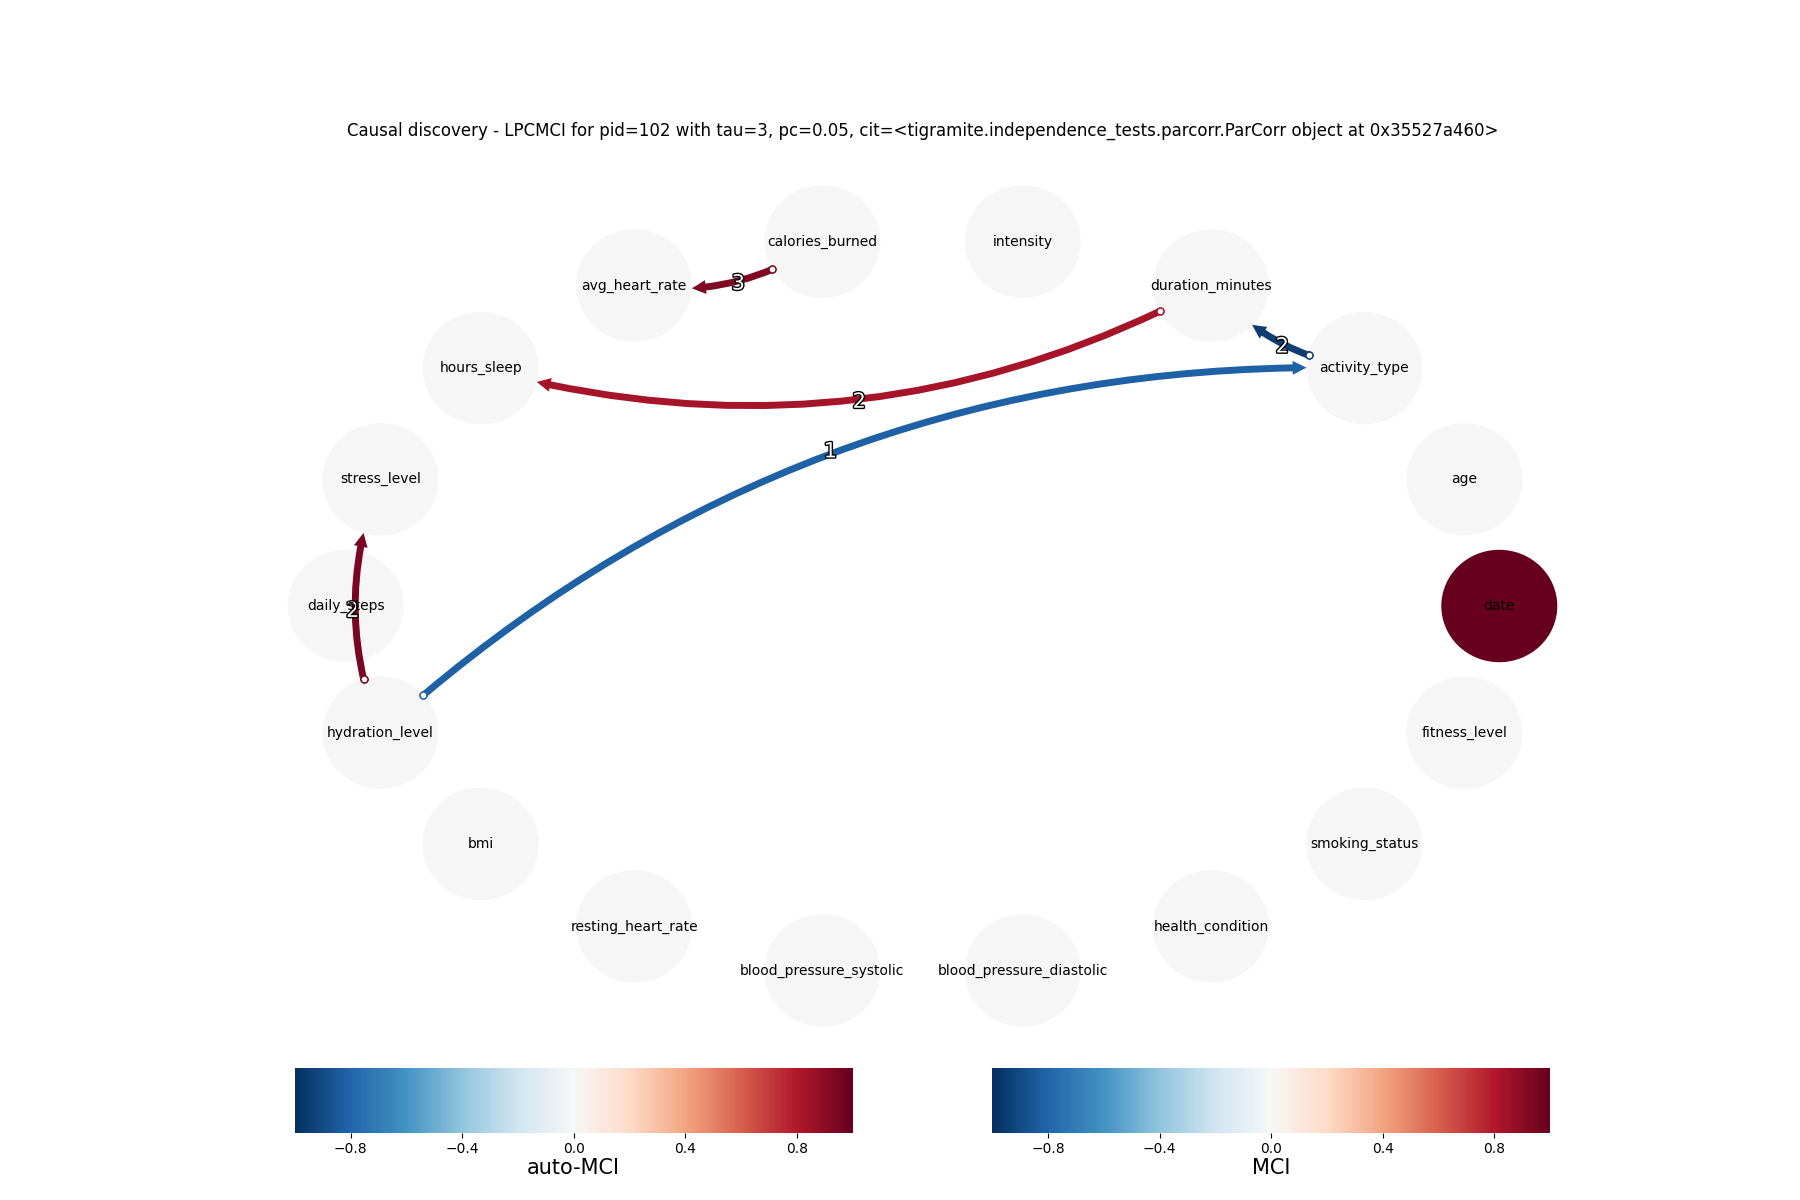 Causal discovery - LPCMCI for pid=102 with tau=3, pc=0.05, cit=<tigramite.independence_tests.parcorr.ParCorr object at 0x35527a460>
calories_burned
intensity
avg_heart_rate
3
duration_minutes
2
hours_sleep
activity_type
2
1
stress_level
age
daily_steps
2
date
hydration_level
fitness_level
bmi
smoking_status
resting_heart_rate
health_condition
blood_pressure_systolic
blood_pressure_diastolic
−0.8 −0.4 0.0 0.4 0.8
auto-MCI
−0.8 −0.4 0.0 0.4 0.8
MCI